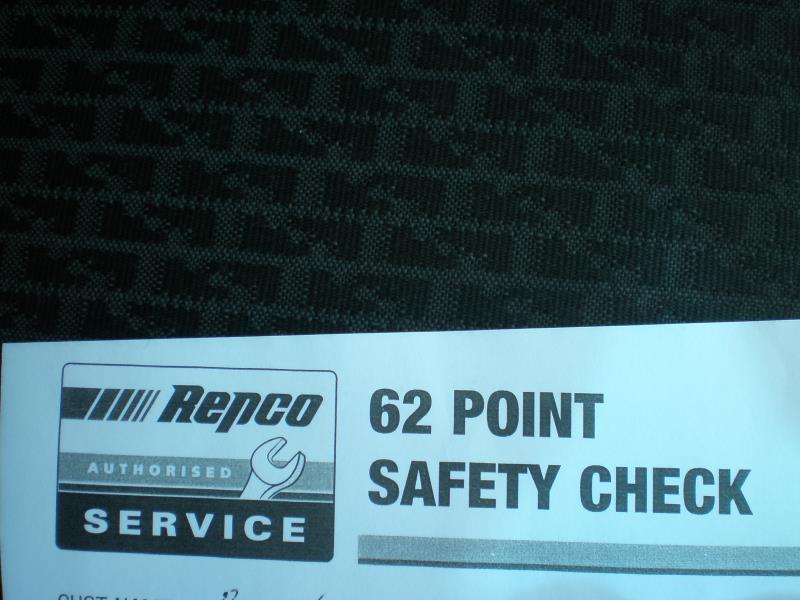 Repco
AUTHORISED
SERVICE
62 POINT
SAFETY CHECK